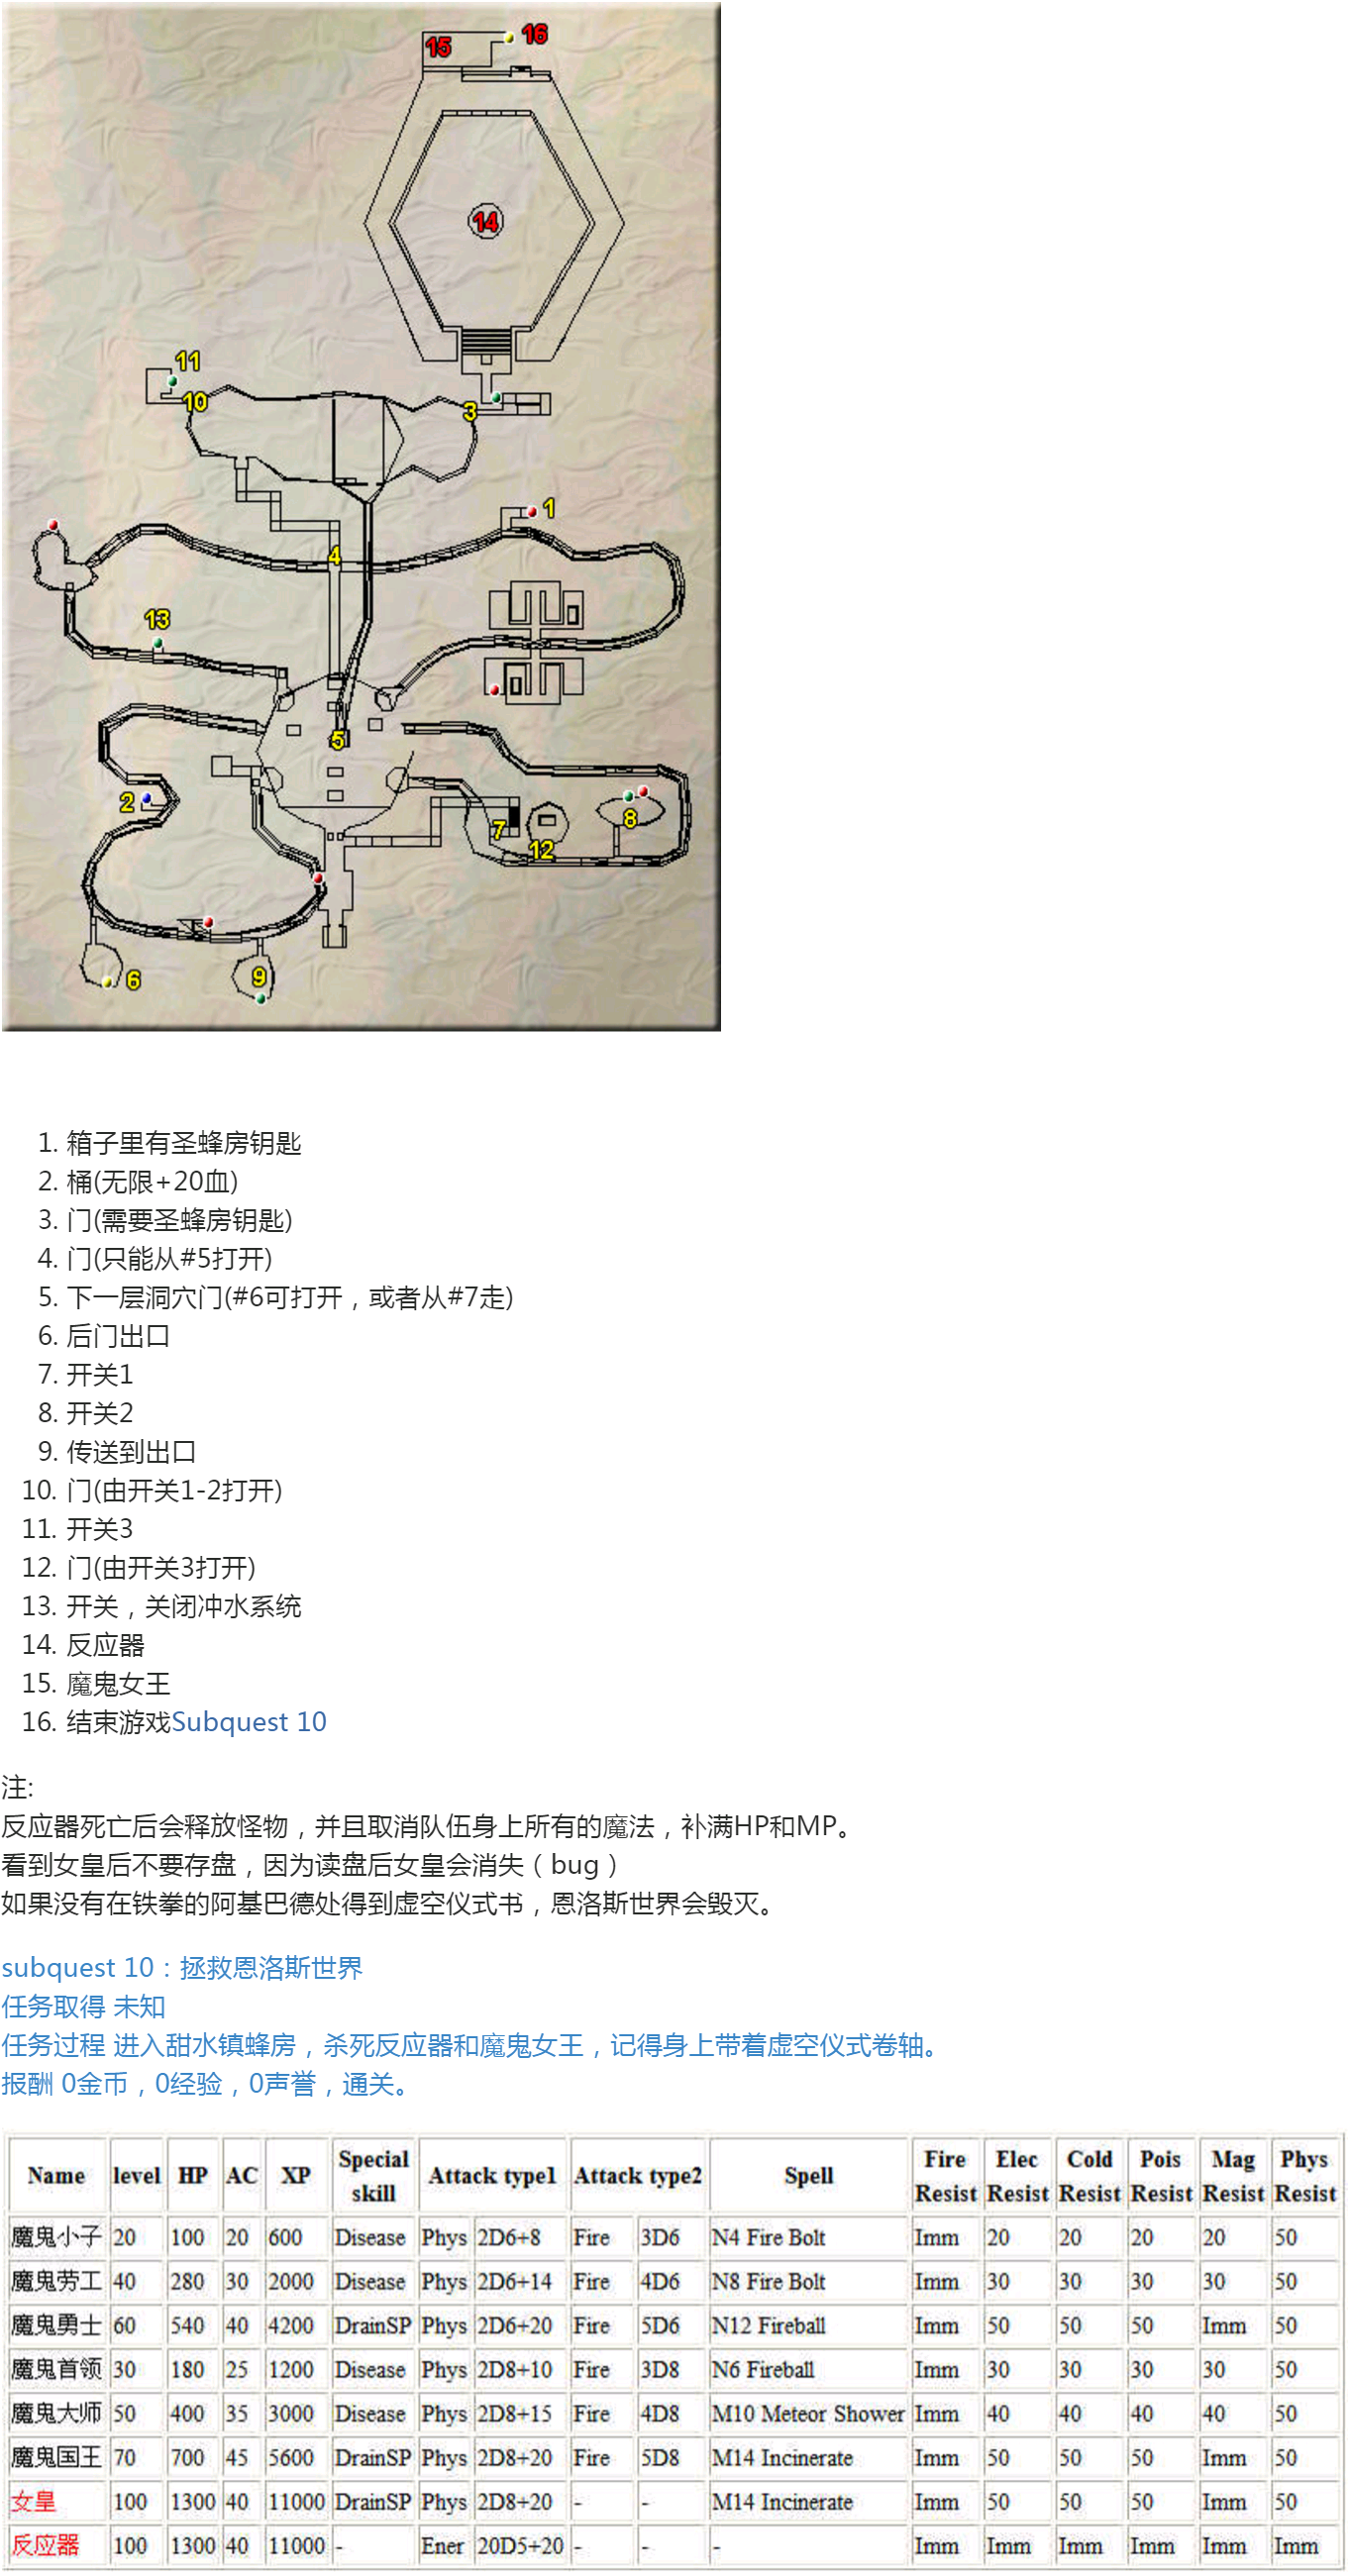 15
16
14
11
10
3
1
4
13
5
2
7
8
12
6
9
1. 箱子里有圣蜂房钥匙
2. 桶(无限+20血)
3. 门(需要圣蜂房钥匙)
4. 门(只能从#5打开)
5. 下一层洞穴门(#6可打开，或者从#7走)
6. 后门出口
7. 开关1
8. 开关2
9. 传送到出口
10. 门(由开关1-2打开)
11. 开关3
12. 门(由开关3打开)
13. 开关，关闭冲水系统
14. 反应器
15. 魔鬼女王
16. 结束游戏Subquest 10
注:
反应器死亡后会释放怪物，并且取消队伍身上所有的魔法，补满HP和MP。
看到女皇后不要存盘，因为读盘后女皇会消失（bug）
如果没有在铁拳的阿基巴德处得到虚空仪式书，恩洛斯世界会毁灭。
subquest 10：拯救恩洛斯世界
任务取得 未知
任务过程 进入甜水镇蜂房，杀死反应器和魔鬼女王，记得身上带着虚空仪式卷轴。
报酬 0金币，0经验，0声誉，通关。
Name level HP AC XP Special skill Attack type1 Attack type2 Spell Fire Resist Elec Resist Cold Resist Pois Resist Mag Resist Phys Resist
魔鬼小子 20 100 20 600 Disease Phys 2D6+8 Fire 3D6 N4 Fire Bolt Imm 20 20 20 20 50
魔鬼劳工 40 280 30 2000 Disease Phys 2D6+14 Fire 4D6 N8 Fire Bolt Imm 30 30 30 30 50
魔鬼勇士 60 540 40 4200 DrainSP Phys 2D6+20 Fire 5D6 N12 Fireball Imm 50 50 50 Imm 50
魔鬼首领 30 180 25 1200 Disease Phys 2D8+10 Fire 3D8 N6 Fireball Imm 30 30 30 30 50
魔鬼大师 50 400 35 3000 Disease Phys 2D8+15 Fire 4D8 M10 Meteor Shower Imm 40 40 40 40 50
魔鬼国王 70 700 45 5600 DrainSP Phys 2D8+20 Fire 5D8 M14 Incinerate Imm 50 50 50 Imm 50
女皇 100 1300 40 11000 DrainSP Phys 2D8+20 - - M14 Incinerate Imm 50 50 50 Imm 50
反应器 100 1300 40 11000 - Ener 20D5+20 - - - Imm Imm Imm Imm Imm Imm